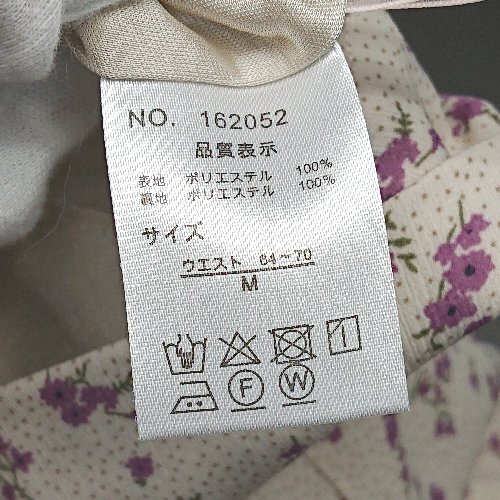 NO. 162052
品質表示
表地 ポリエステル 100%
裏地 ポリエステル 100%
サイズ
ウエスト 64~70
M
F W